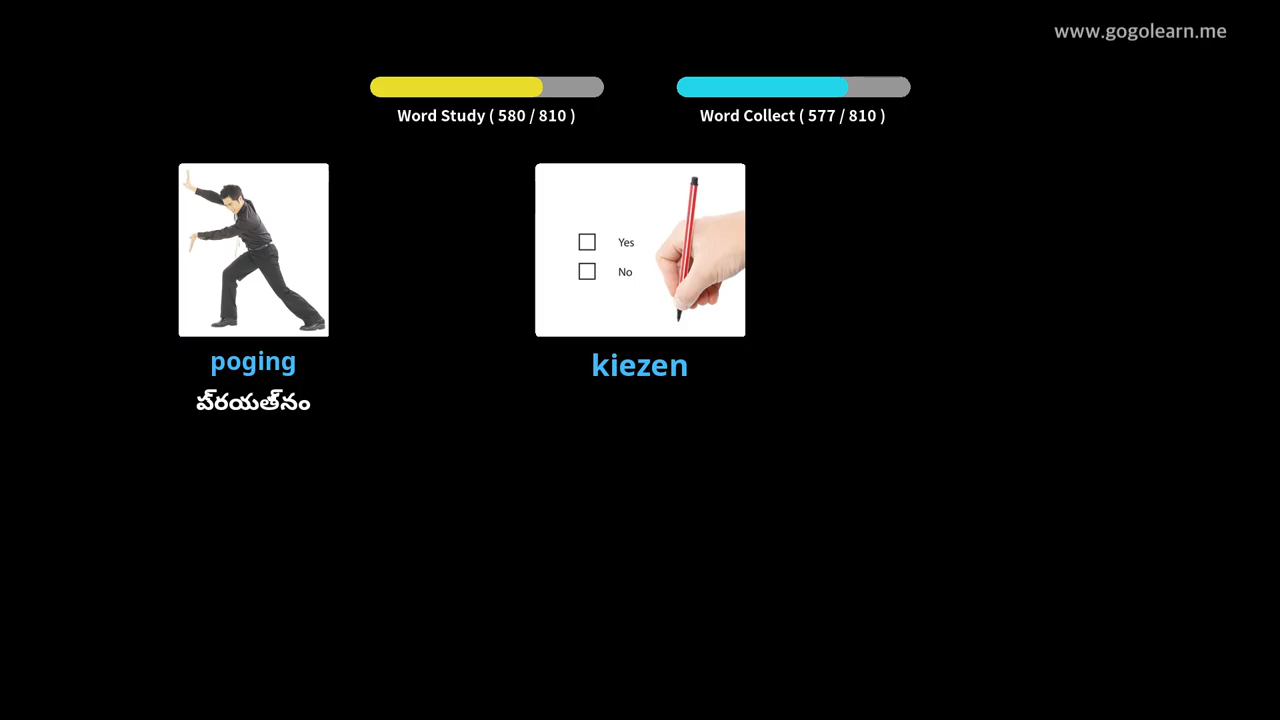 www.gogolearn.me
Word Study ( 580 / 810 )
Word Collect ( 577 / 810 )
Yes
No
poging
kiezen
ప్రయత్నం